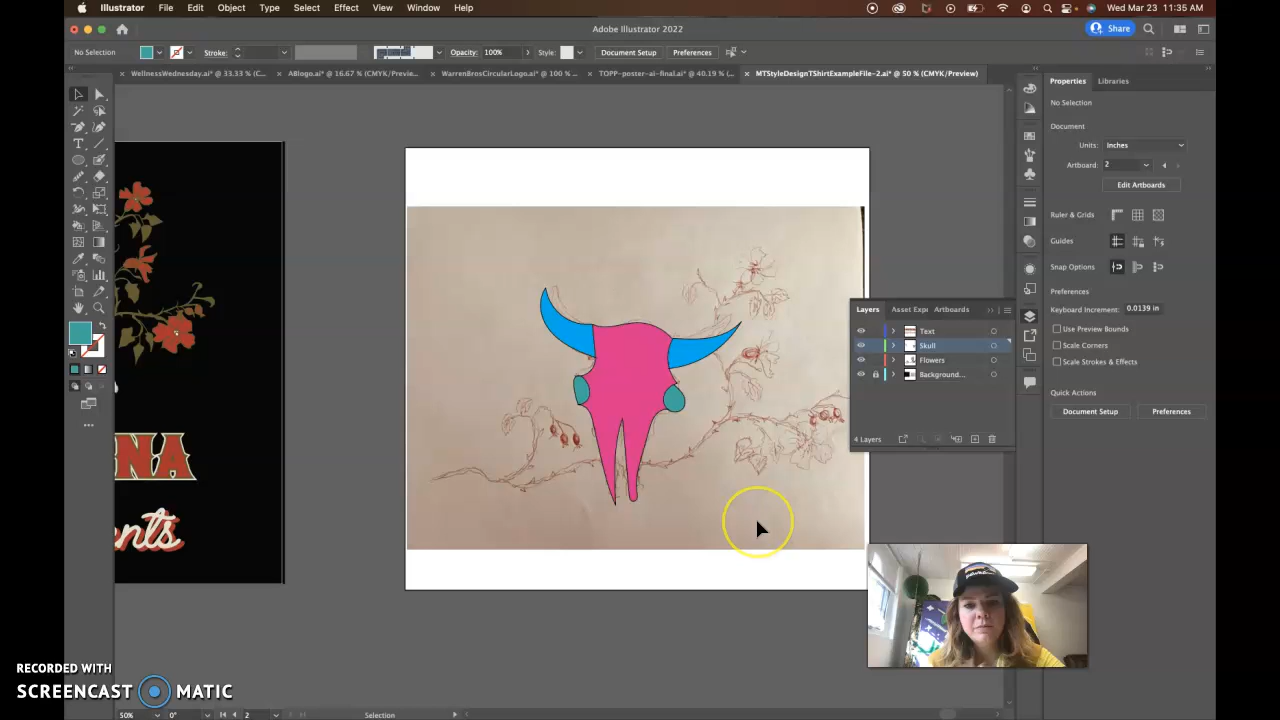 Illustrator File Edit Object Type Select Effect View Window Help
Wed Mar 23 11:35 AM
Adobe Illustrator 2022
Share
No Selection Stroke: Opacity: 100% Style: Document Setup Preferences
WellnessWednesday.ai* @ 33.33 % (C...
ABlogo.ai* @ 16.67 % (CMYK/Previe...
WarrenBrosCircularLogo.ai* @ 100 % ...
TOPP-poster-ai-final.ai* @ 40.19 % (...
MTStyleDesignTShirtExampleFile-2.ai* @ 50 % (CMYK/Preview)
Properties Libraries
No Selection
Document
Units: Inches
Artboard: 2
Edit Artboards
Ruler & Grids
Guides
Snap Options
Preferences
Keyboard Increment: 0.0139 in
Use Preview Bounds
Scale Corners
Scale Strokes & Effects
Quick Actions
Document Setup Preferences
Layers Asset Exp Artboards
Text
Skull
Flowers
Background...
4 Layers
NA
ents
RECORDED WITH
SCREENCAST MATIC
50% 0° 2 Selection